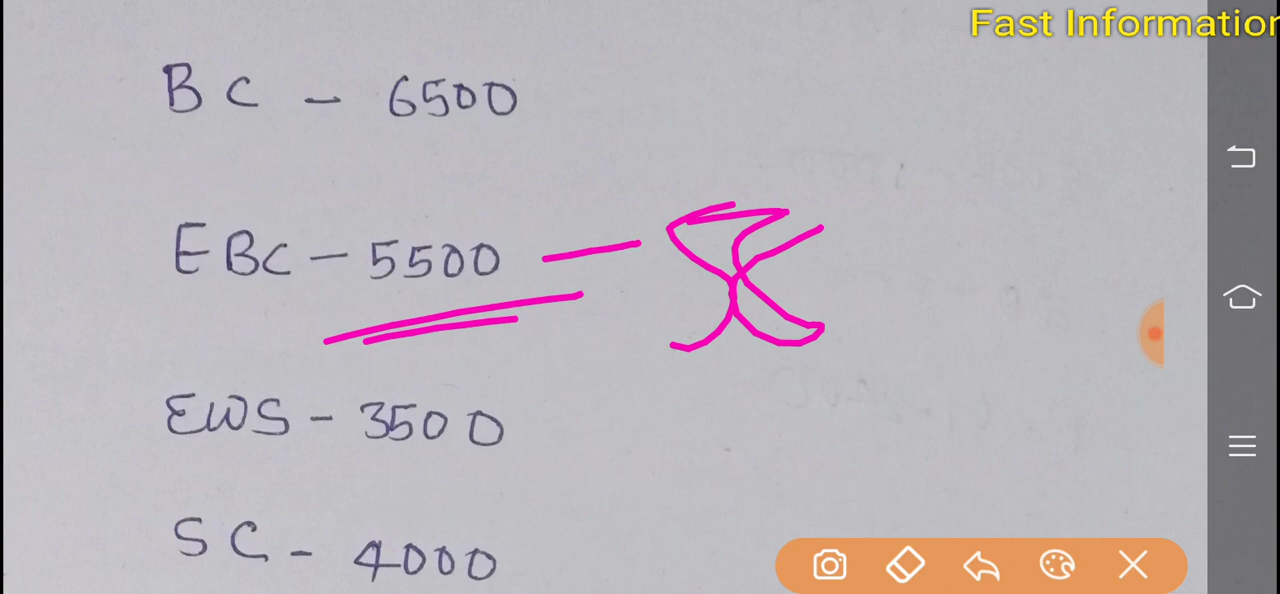 Fast Information
BC - 6500
EBC - 5500 -
EWS - 3500
SC - 4000